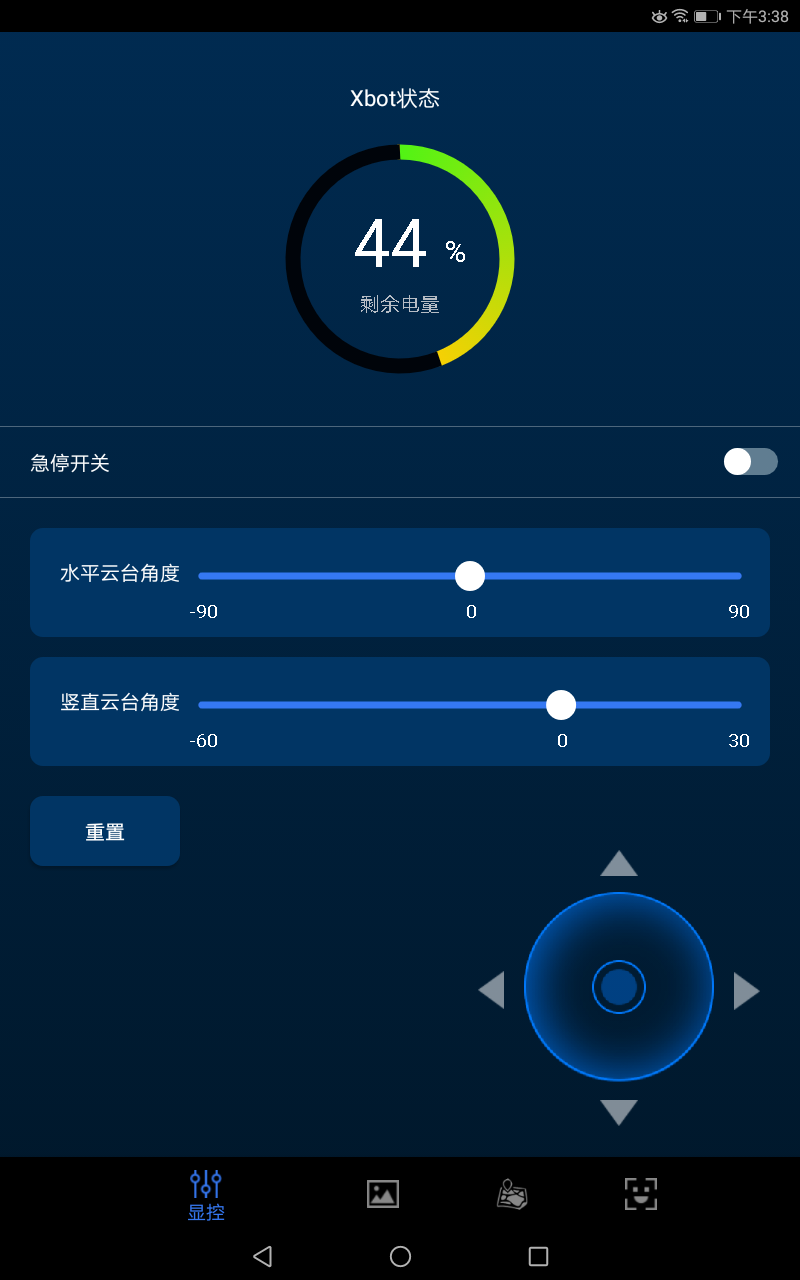 下午3:38
Xbot状态
44 %
剩余电量
急停开关
水平云台角度
-90 0 90
竖直云台角度
-60 0 30
重置
显控